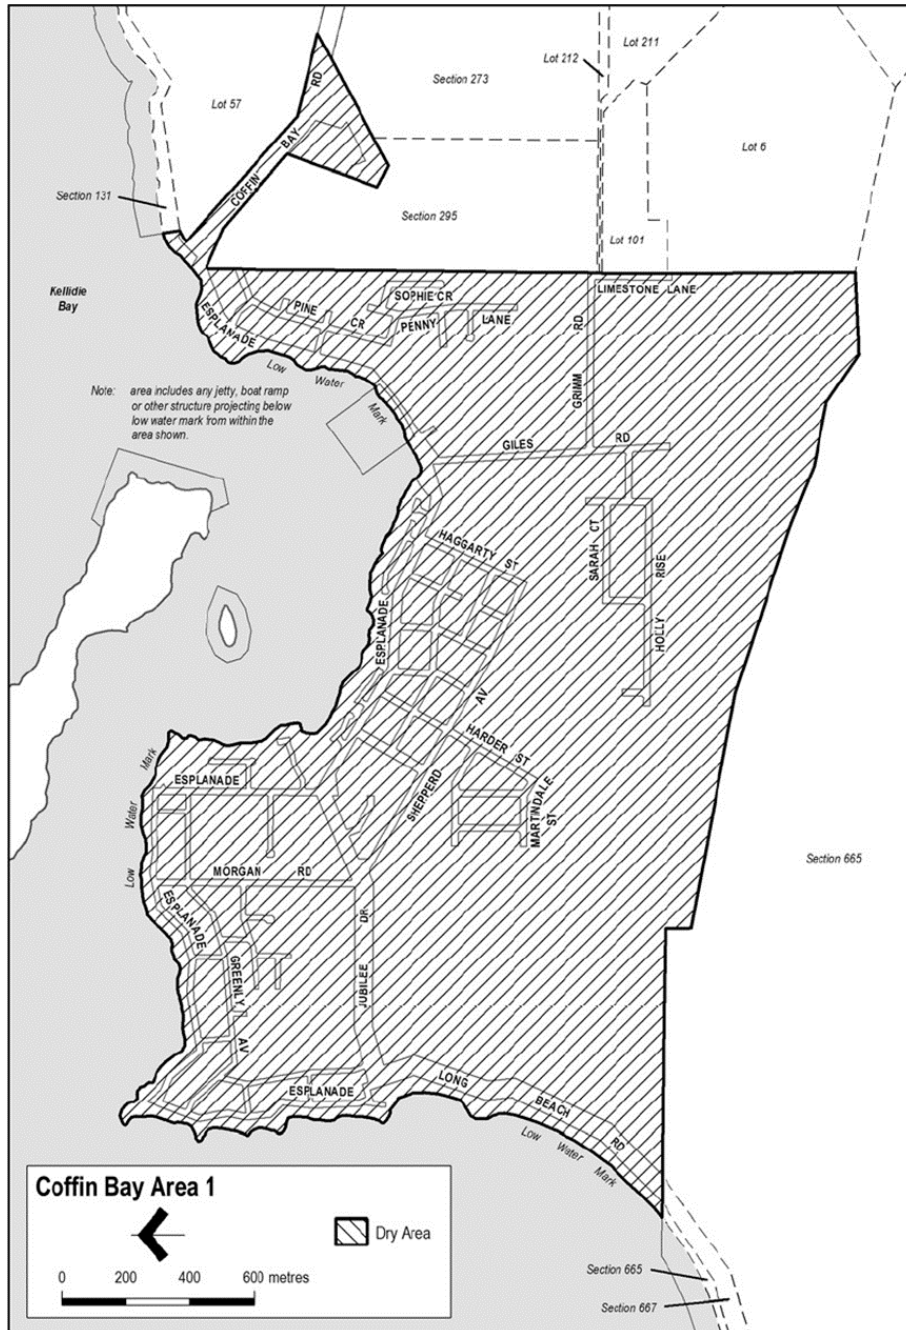 Lot 211
Lot 212
Section 273
RD
Lot 57
BAY
Lot 6
COFFIN
Section 131
Section 295
Lot 101
Kellidie
Bay
LIMESTONE LANE
SOPHIE CR
PINE
CR
PENNY
LANE
ESPLANADE
RD
Low
Water
Mark
GRIMM
Note: area includes any jetty, boat ramp
or other structure projecting below
low water mark from within the
area shown.
GILES
RD
HAGGARTY
ST
SARAH
CT
RISE
HOLLY
ESPLANADE
AV
SHEPPERD
HARDER
ST
MARTINDALE
ST
Mark
Water
Low
ESPLANADE
Section 665
MORGAN
RD
ESPLANADE
GREENLY
AV
DR
JUBILEE
ESPLANADE
LONG
BEACH
RD
Low
Water
Mark
Coffin Bay Area 1
Dry Area
0 200 400 600 metres
Section 665
Section 667